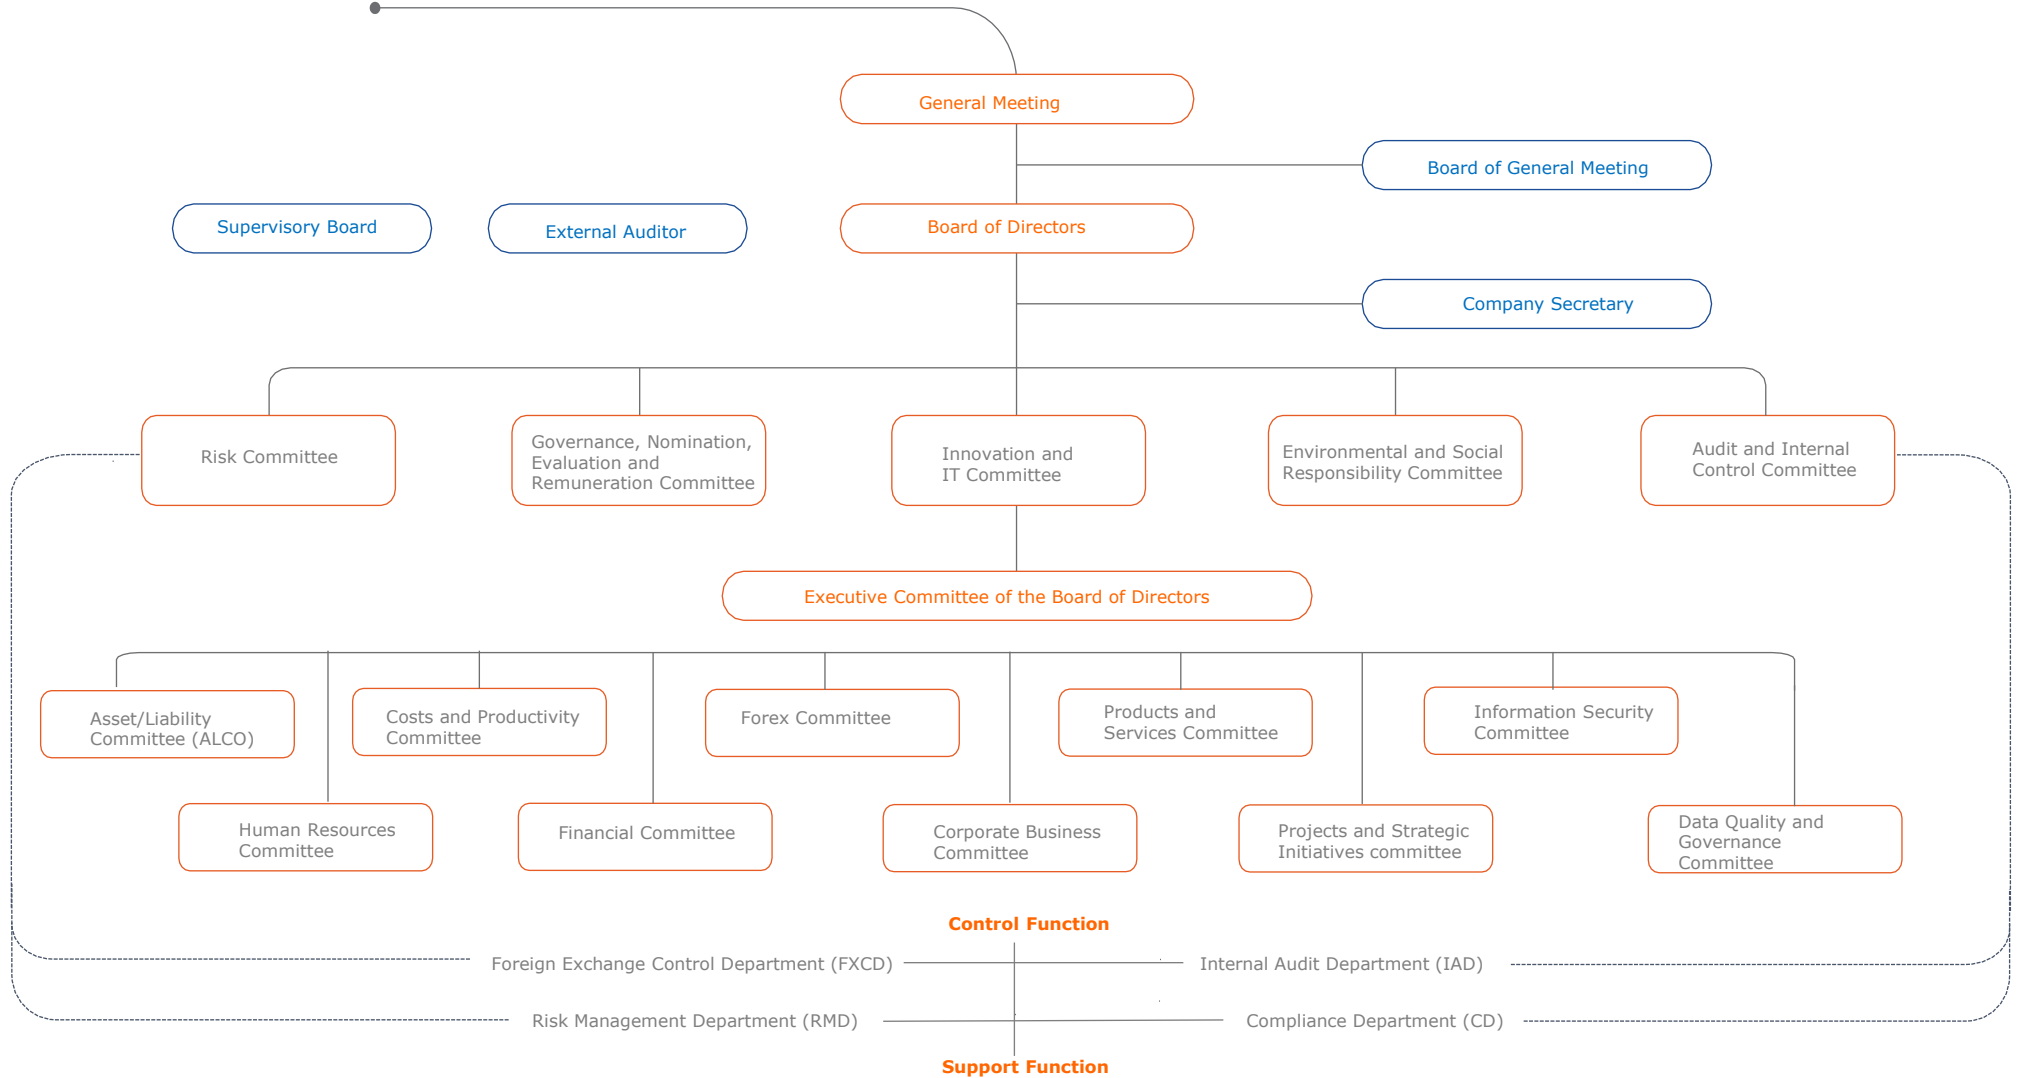 General Meeting
Board of General Meeting
Supervisory Board
External Auditor
Board of Directors
Company Secretary
Risk Committee
Governance, Nomination,
Evaluation and
Remuneration Committee
Innovation and
IT Committee
Environmental and Social
Responsibility Committee
Audit and Internal
Control Committee
Executive Committee of the Board of Directors
Asset/Liability
Committee (ALCO)
Costs and Productivity
Committee
Forex Committee
Products and
Services Committee
Information Security
Committee
Human Resources
Committee
Financial Committee
Corporate Business
Committee
Projects and Strategic
Initiatives committee
Data Quality and
Governance
Committee
Control Function
Foreign Exchange Control Department (FXCD)
Internal Audit Department (IAD)
Risk Management Department (RMD)
Compliance Department (CD)
Support Function